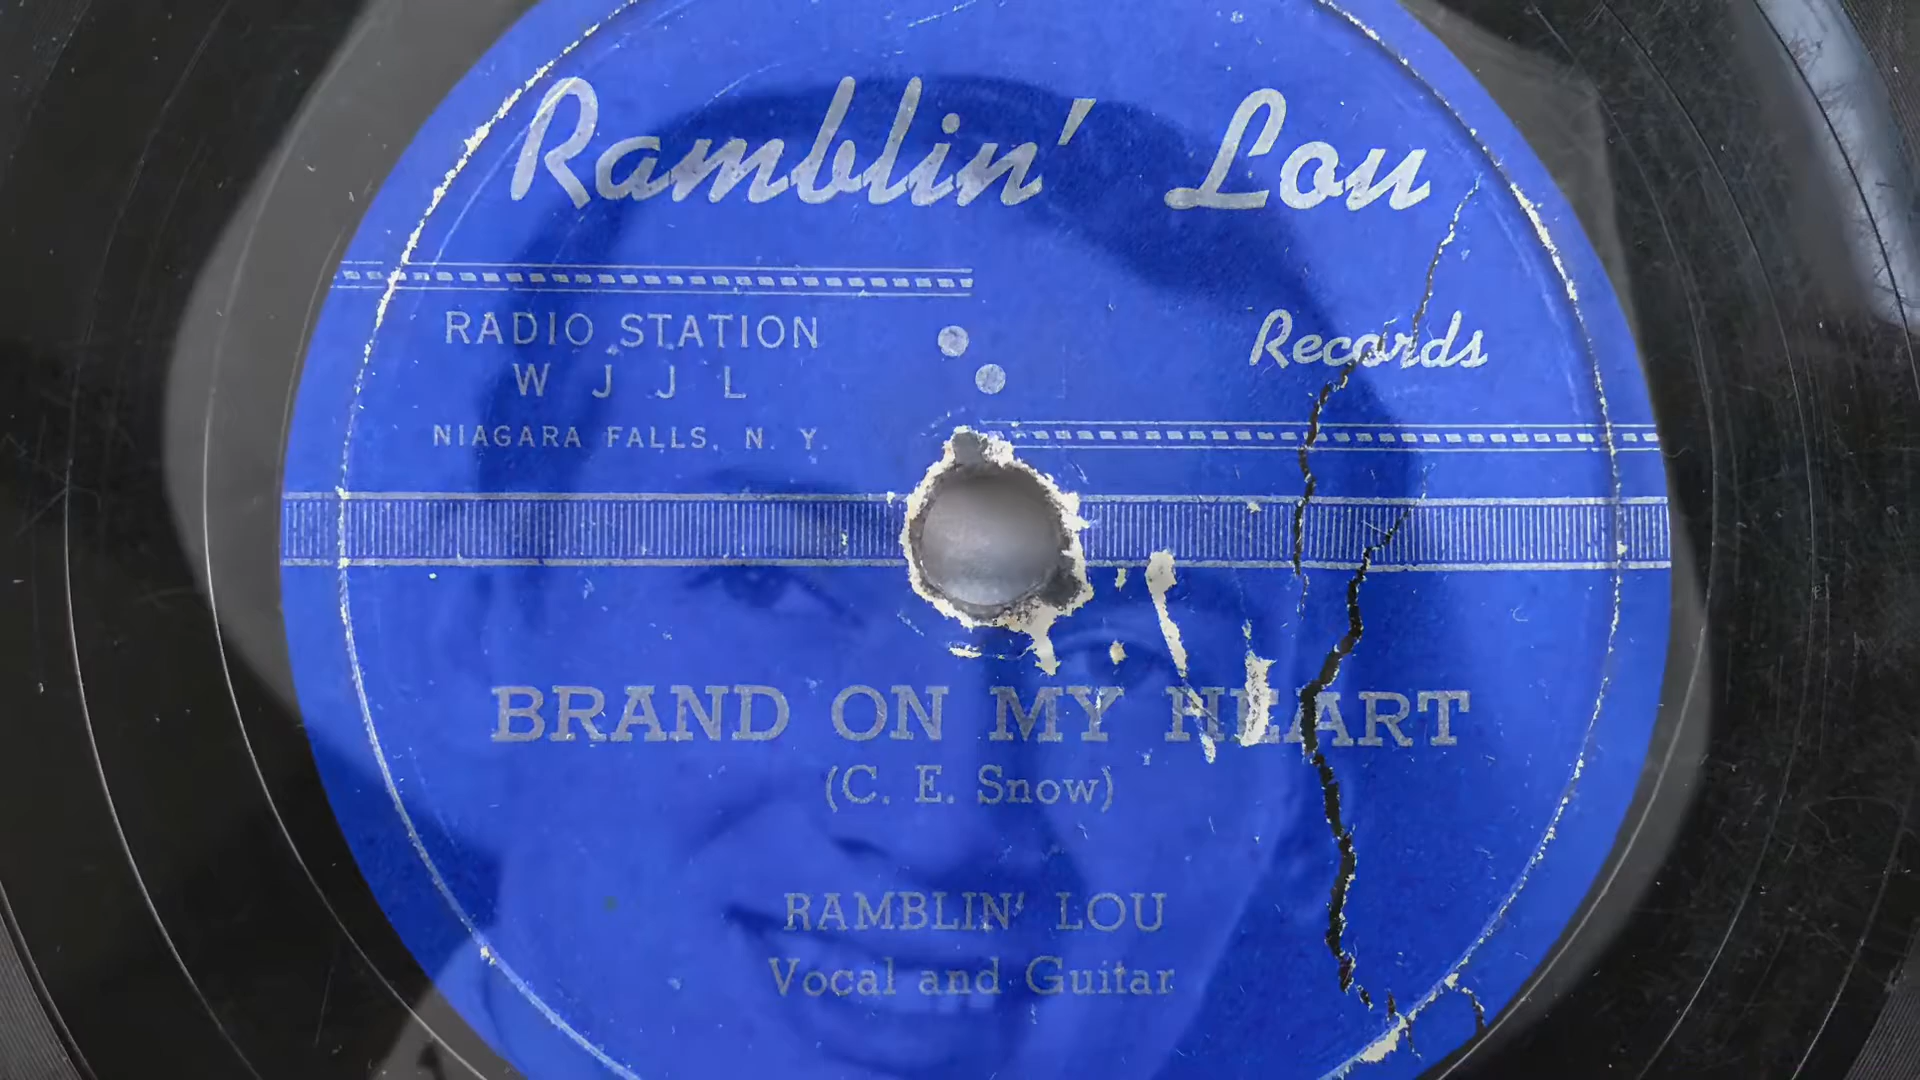 Ramblin' Lou
Records
RADIO STATION
W J J L
NIAGARA FALLS, N. Y.
BRAND ON MY HEART
(C. E. Snow)
RAMBLIN' LOU
Vocal and Guitar